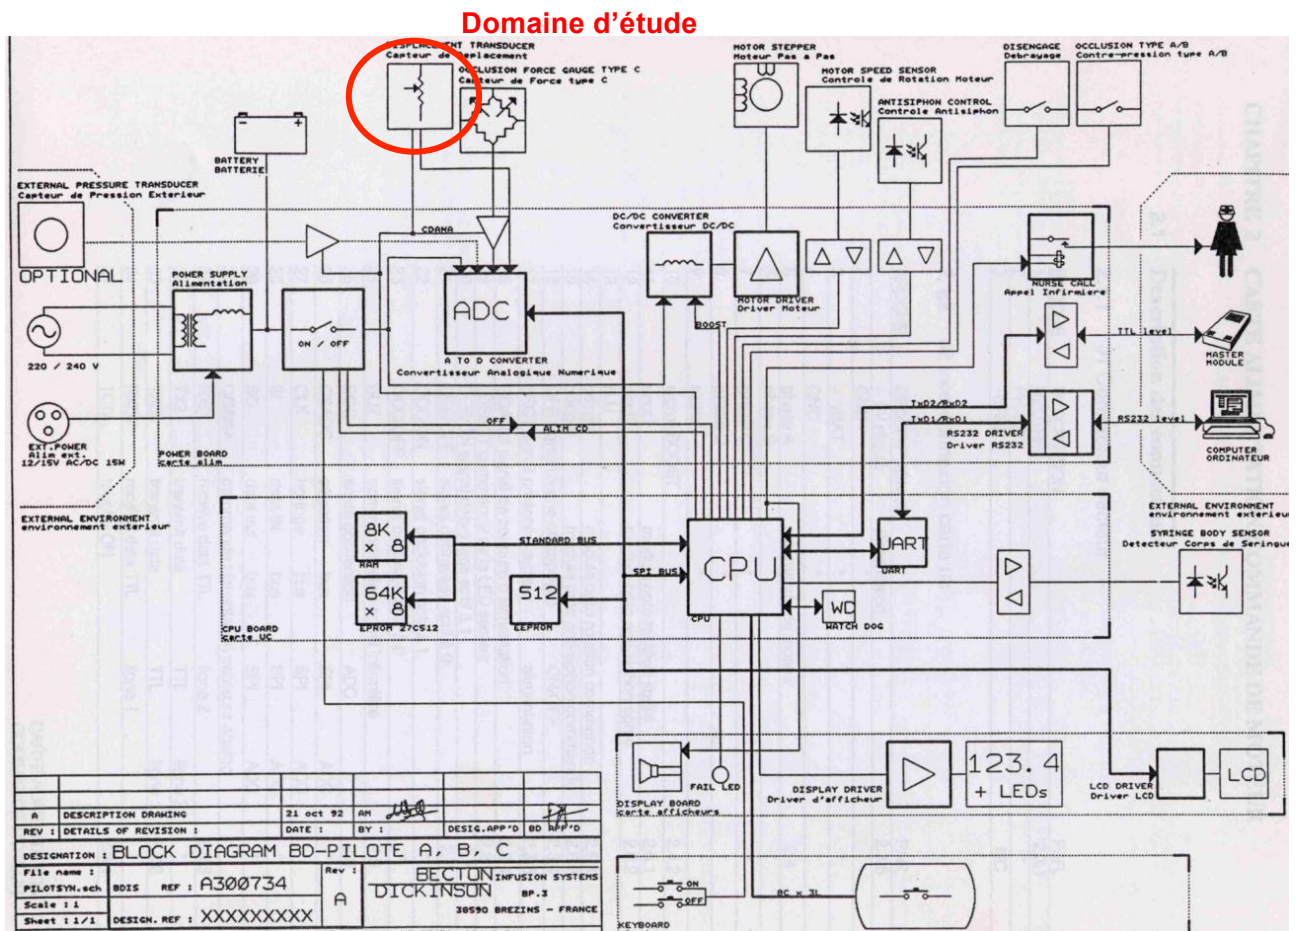 Domaine d'étude
DISPLACEMENT TRANSDUCER
Capteur de Deplacement
OCCLUSION FORCE GAUGE TYPE C
Capteur de Force type C
MOTOR STEPPER
Moteur Pas a Pas
MOTOR SPEED SENSOR
Controle de Rotation Moteur
ANTISIPHON CONTROL
Controle Antisiphon
DISENGAGE
Debrayage
OCCLUSION TYPE A/B
Contre-pression type A/B
BATTERY
BATTERIE
EXTERNAL PRESSURE TRANSDUCER
Capteur de Pression Exterieur
OPTIONAL
POWER SUPPLY
Alimentation
ON / OFF
220 / 240 V
EXT.POWER
Alim ext.
12/15V AC/DC 15W
POWER BOARD
carte alim
EXTERNAL ENVIRONMENT
environnement extérieur
CDANA
ADC
A TO D CONVERTER
Convertisseur Analogique Numerique
DC/DC CONVERTER
Convertisseur DC/DC
BOOST
MOTOR DRIVER
Driver Moteur
NURSE CALL
Appel Infirmiere
TTL level
MASTER
MODULE
TxD2/RxD2
TxD1/RxD1
RS232 DRIVER
Driver RS232
RS232 level
COMPUTER
ORDINATEUR
OFF
ALIM CD
EXTERNAL ENVIRONMENT
environnement extérieur
SYRINGE BODY SENSOR
Detecteur Corps de Seringue
8K
× 8
RAM
64K
× 8
EPROM 27C512
STANDARD BUS
SPI BUS
512
EEPROM
CPU
CPU
UART
UART
WD
WATCH DOG
CPU BOARD
carte UC
FAIL LED
DISPLAY BOARD
carte afficheurs
DISPLAY DRIVER
Driver d'afficheur
123.4
+ LEDs
LCD DRIVER
Driver LCD
LCD
8C × 3L
ON
OFF
KEYBOARD
A DESCRIPTION DRAWING 21 oct 92 AM
REV : DETAILS OF REVISION : DATE : BY : DESIG.APP'D BD APP'D
DESIGNATION : BLOCK DIAGRAM BD-PILOTE A, B, C
File name :
PILOTSYN.sch
Scale : 1
Sheet : 1/1
BDIS REF : A300734
DESIGN. REF : XXXXXXXXX
Rev :
A
BECTON DICKINSON
INFUSION SYSTEMS
BP.3
38590 BREZINS - FRANCE